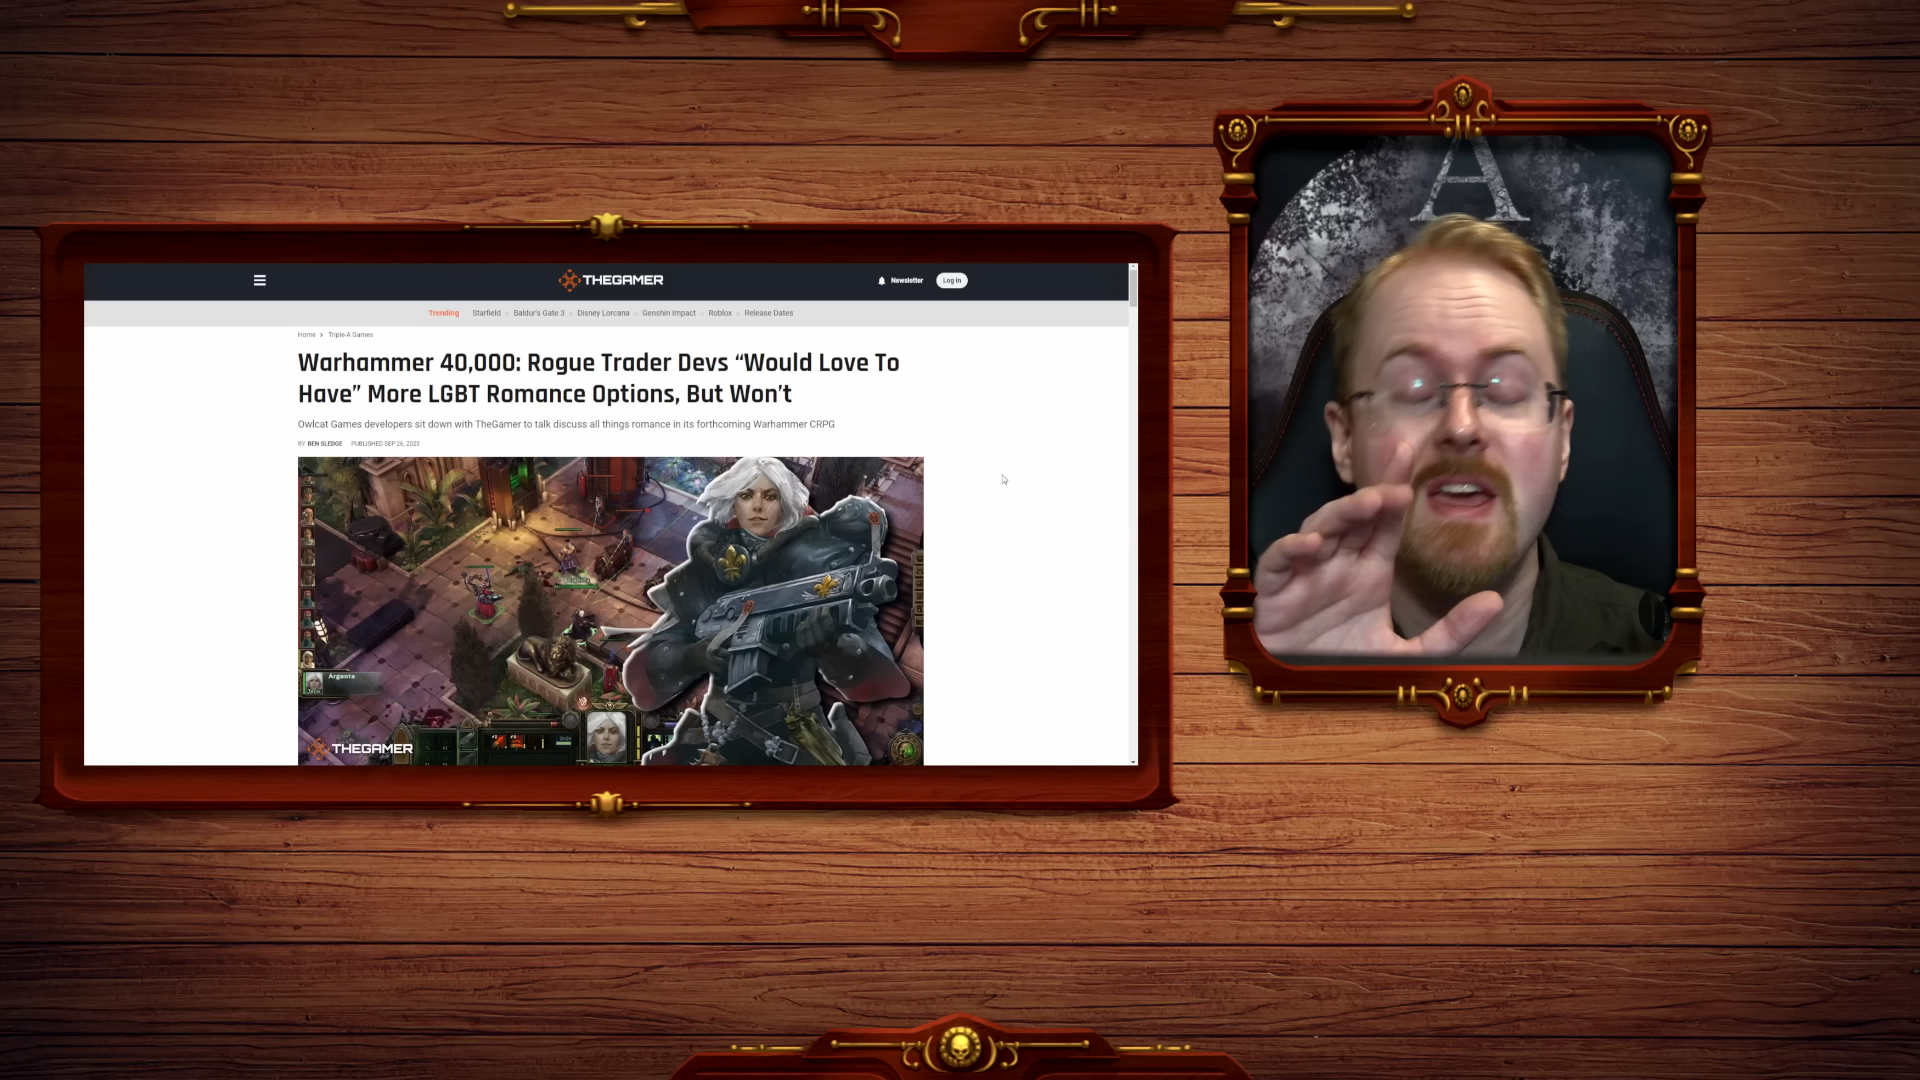 A
THEGAMER
Newsletter
Log in
Trending Starfield Baldur's Gate 3 Disney Lorcana Genshin Impact Roblox Release Dates
Home > Triple-A Games
Warhammer 40,000: Rogue Trader Devs “Would Love To
Have” More LGBT Romance Options, But Won’t
Owlcat Games developers sit down with TheGamer to talk discuss all things romance in its forthcoming Warhammer CRPG
BY BEN SLEDGE PUBLISHED SEP 26, 2023
Argenta
THEGAMER